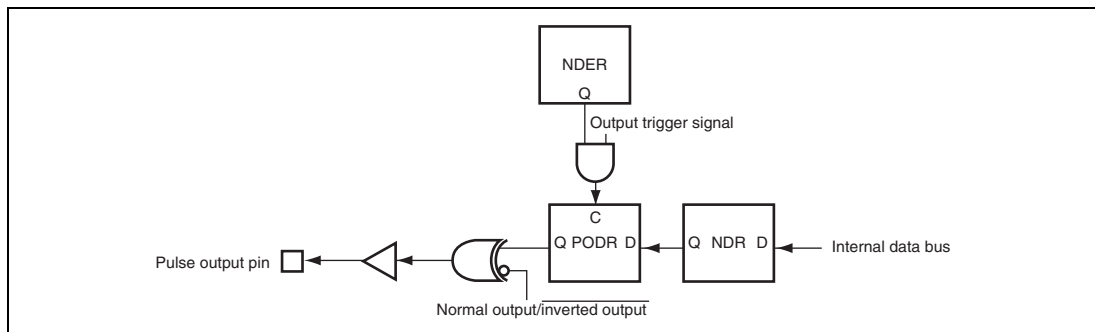 NDER
Q
Output trigger signal
C
Q PODR D
Q NDR D
Internal data bus
Pulse output pin
Normal output/inverted output